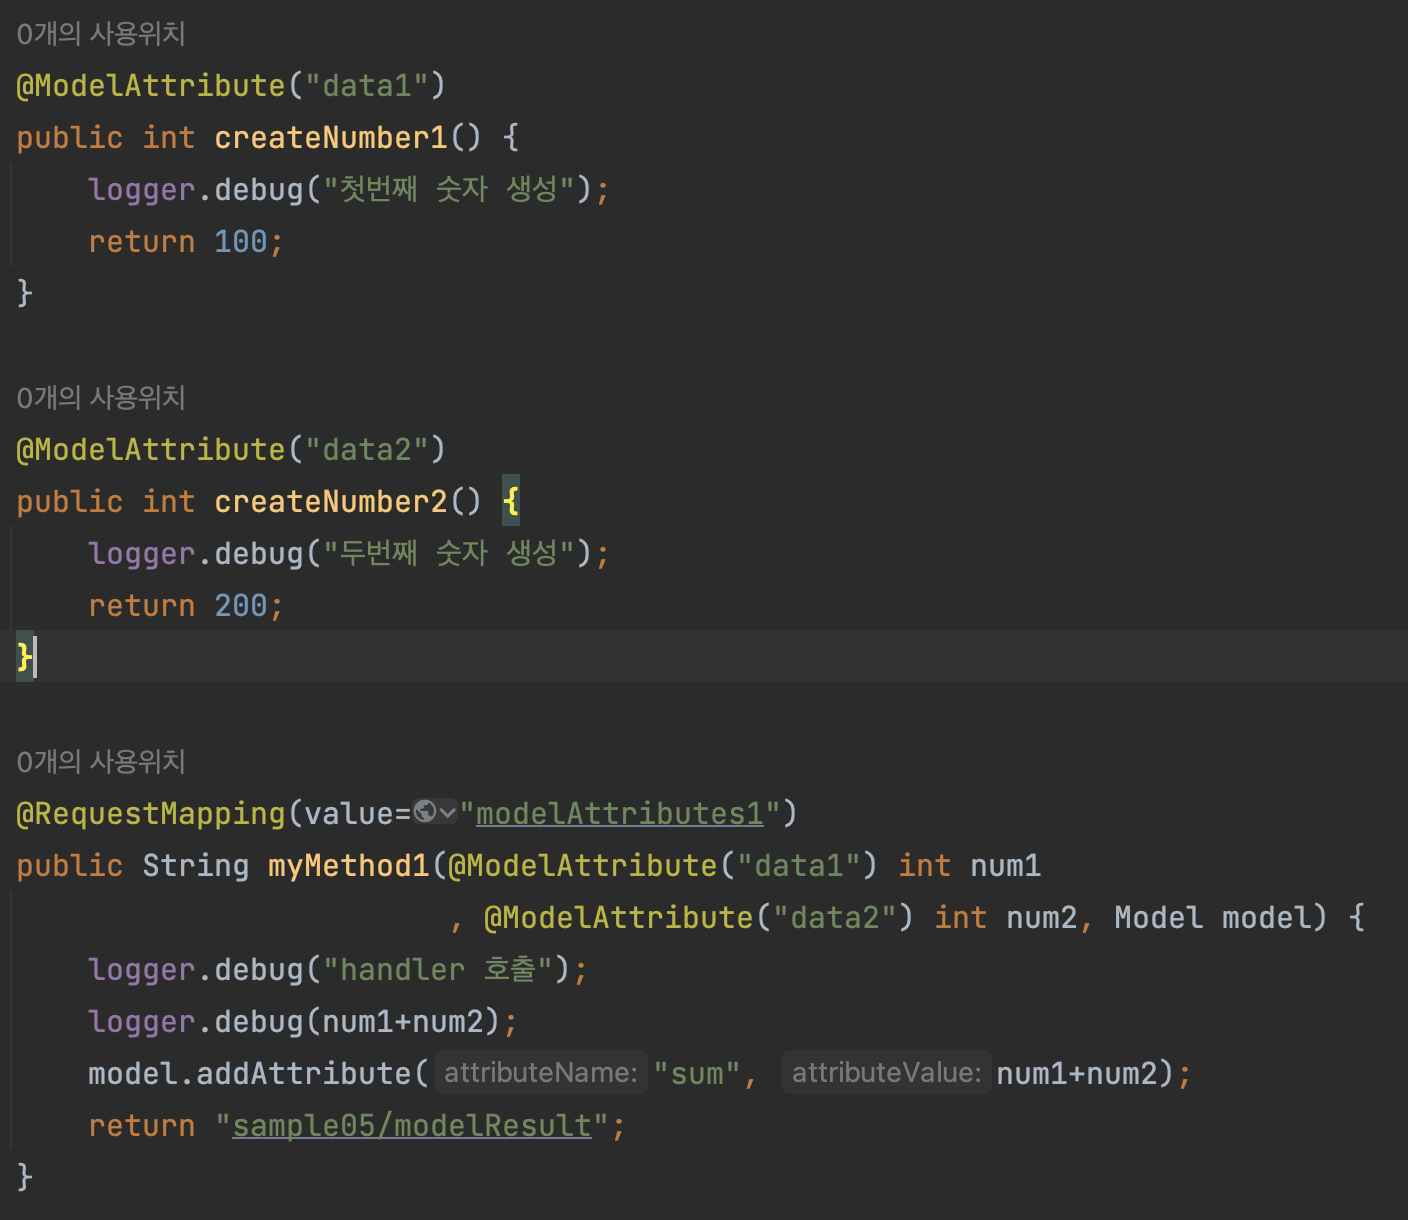 0개의 사용위치
@ModelAttribute("data1")
public int createNumber1() {
logger.debug("첫번째 숫자 생성");
return 100;
}
0개의 사용위치
@ModelAttribute("data2")
public int createNumber2() {
logger.debug("두번째 숫자 생성");
return 200;
}
0개의 사용위치
@RequestMapping(value="modelAttributes1")
public String myMethod1(@ModelAttribute("data1") int num1
, @ModelAttribute("data2") int num2, Model model) {
logger.debug("handler 호출");
logger.debug(num1+num2);
model.addAttribute( attributeName: "sum", attributeValue: num1+num2);
return "sample05/modelResult";
}